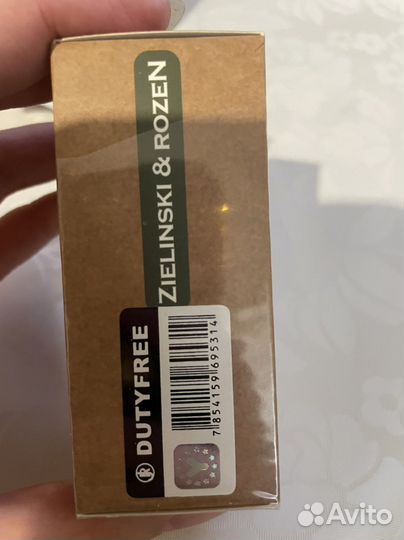 ZIELINSKI & ROZEN
DUTYFREE
7 854159 695314
Avito